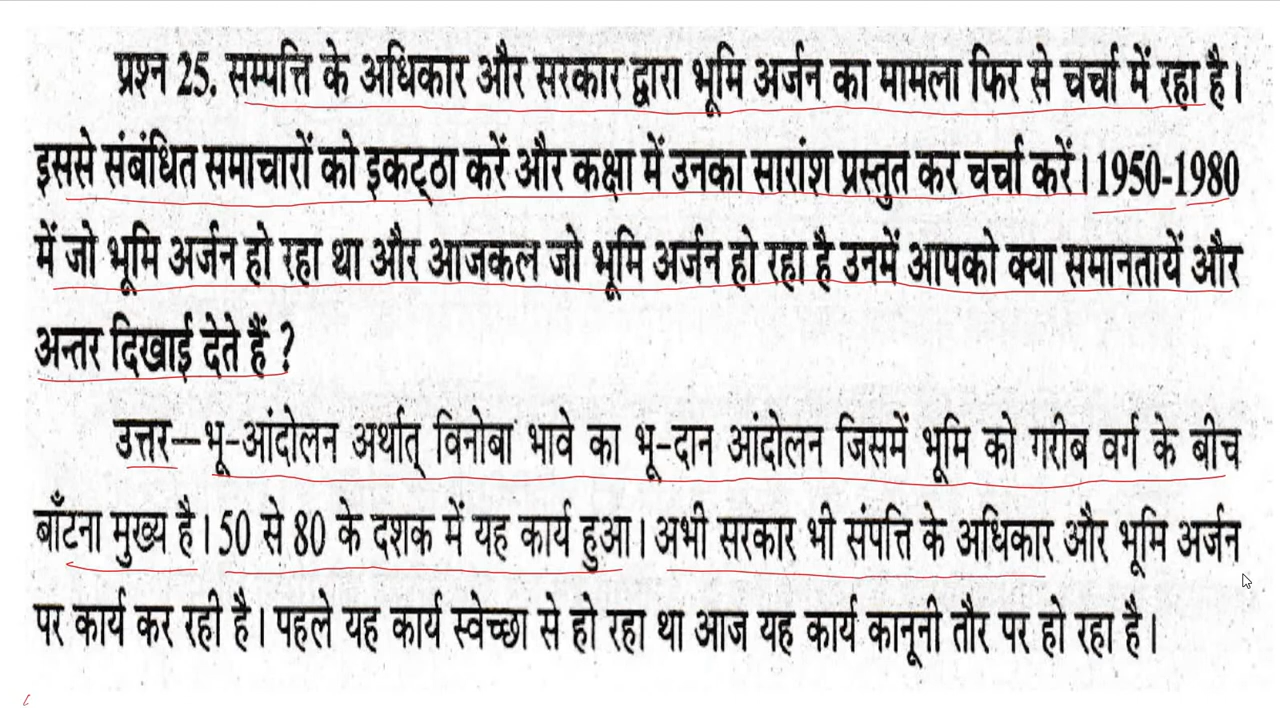 प्रश्न 25. सम्पत्ति के अधिकार और सरकार द्वारा भूमि अर्जन का मामला फिर से चर्चा में रहा है।
इससे संबंधित समाचारों को इकट्ठा करें और कक्षा में उनका सारांश प्रस्तुत कर चर्चा करें। 1950-1980
में जो भूमि अर्जन हो रहा था और आजकल जो भूमि अर्जन हो रहा है उनमें आपको क्या समानतायें और
अन्तर दिखाई देते हैं ?
उत्तर—भू-आंदोलन अर्थात् विनोबा भावे का भू-दान आंदोलन जिसमें भूमि को गरीब वर्ग के बीच
बाँटना मुख्य है। 50 से 80 के दशक में यह कार्य हुआ। अभी सरकार भी संपत्ति के अधिकार और भूमि अर्जन
पर कार्य कर रही है। पहले यह कार्य स्वेच्छा से हो रहा था आज यह कार्य कानूनी तौर पर हो रहा है।